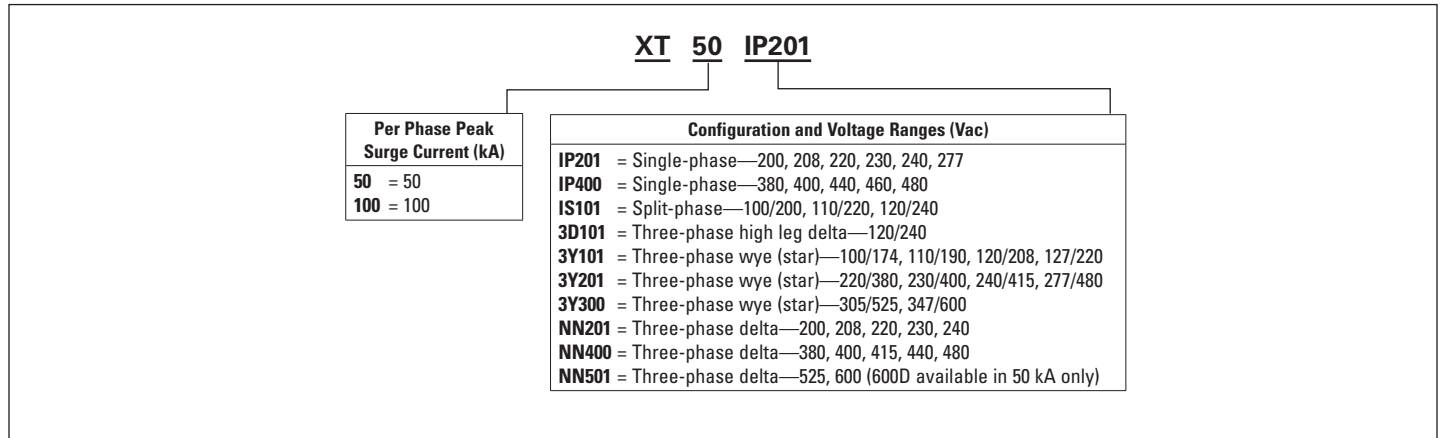 XT 50 IP201
Per Phase Peak
Surge Current (kA)
50 = 50
100 = 100
Configuration and Voltage Ranges (Vac)
IP201 = Single-phase—200, 208, 220, 230, 240, 277
IP400 = Single-phase—380, 400, 440, 460, 480
IS101 = Split-phase—100/200, 110/220, 120/240
3D101 = Three-phase high leg delta—120/240
3Y101 = Three-phase wye (star)—100/174, 110/190, 120/208, 127/220
3Y201 = Three-phase wye (star)—220/380, 230/400, 240/415, 277/480
3Y300 = Three-phase wye (star)—305/525, 347/600
NN201 = Three-phase delta—200, 208, 220, 230, 240
NN400 = Three-phase delta—380, 400, 415, 440, 480
NN501 = Three-phase delta—525, 600 (600D available in 50 kA only)